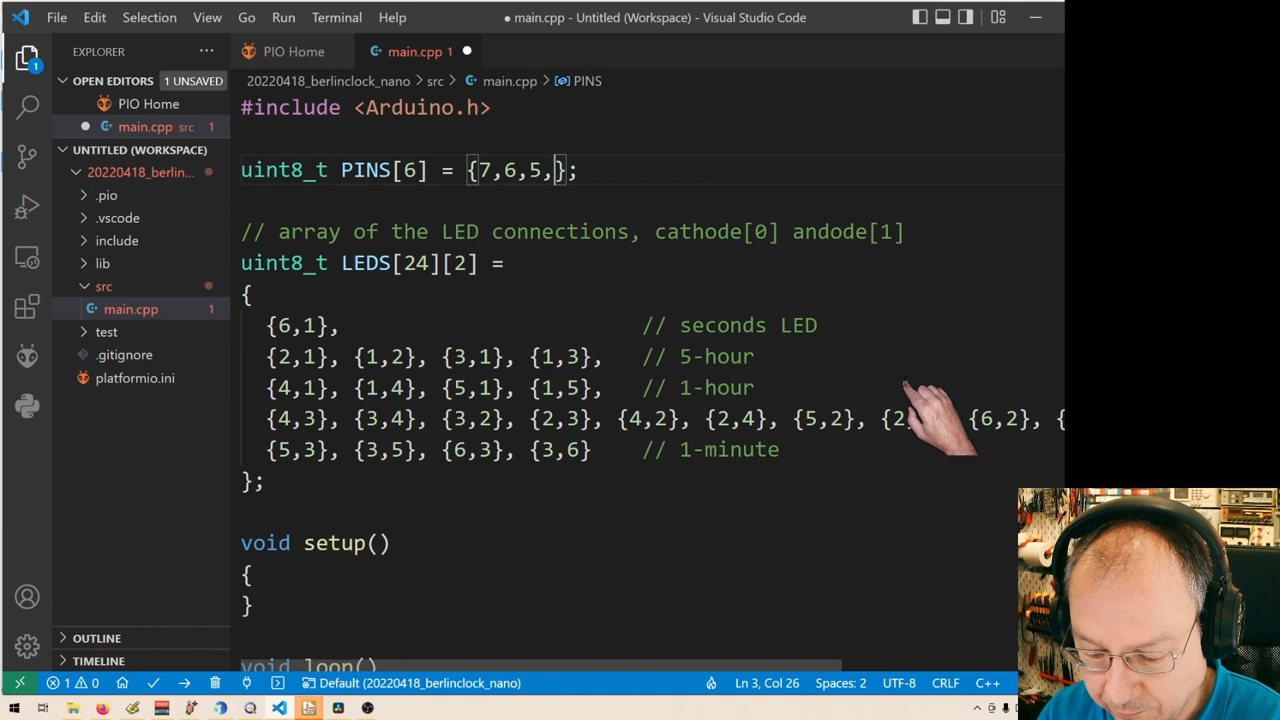 File Edit Selection View Go Run Terminal Help ● main.cpp - Untitled (Workspace) - Visual Studio Code
EXPLORER ···
OPEN EDITORS 1 UNSAVED
PIO Home
main.cpp src 1
UNTITLED (WORKSPACE)
20220418_berlin...
.pio
.vscode
include
lib
src
main.cpp 1
test
.gitignore
platformio.ini
OUTLINE
TIMELINE
1
PIO Home main.cpp 1 ●
20220418_berlinclock_nano > src > main.cpp > PINS
#include <Arduino.h>
uint8_t PINS[6] = {7,6,5,};
// array of the LED connections, cathode[0] andode[1]
uint8_t LEDS[24][2] =
{
{6,1}, // seconds LED
{2,1}, {1,2}, {3,1}, {1,3}, // 5-hour
{4,1}, {1,4}, {5,1}, {1,5}, // 1-hour
{4,3}, {3,4}, {3,2}, {2,3}, {4,2}, {2,4}, {5,2}, {2, {6,2}, {
{5,3}, {3,5}, {6,3}, {3,6} // 1-minute
};
void setup()
{
}
void loop()
1 0 Default (20220418_berlinclock_nano) Ln 3, Col 26 Spaces: 2 UTF-8 CRLF C++